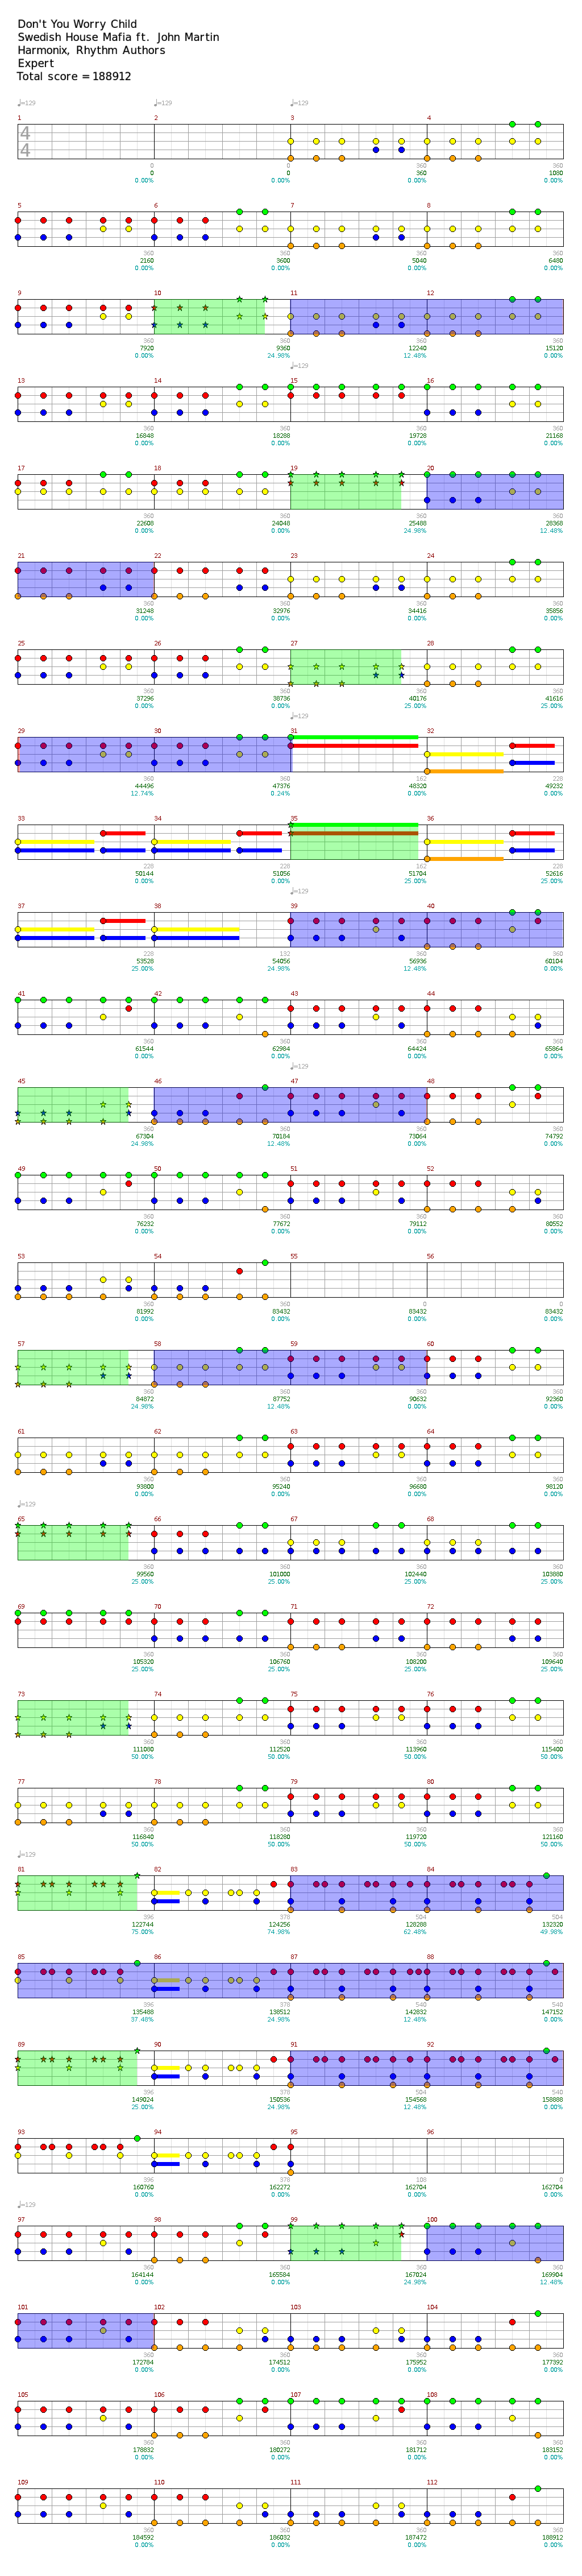 Don't You Worry Child
Swedish House Mafia ft. John Martin
Harmonix, Rhythm Authors
Expert
Total score = 188912
♩=129 ♩=129 ♩=129
1 2 3 4
4
4
0 0 360 360
0 0 360 1080
0.00% 0.00% 0.00% 0.00%
5 6 7 8
360 360 360 360
2160 3600 5040 6480
0.00% 0.00% 0.00% 0.00%
9 10 11 12
360 360 360 360
7920 9360 12240 15120
0.00% 24.98% 12.48% 0.00%
♩=129
13 14 15 16
360 360 360 360
16848 18288 19728 21168
0.00% 0.00% 0.00% 0.00%
17 18 19 20
360 360 360 360
22608 24048 25488 28368
0.00% 0.00% 24.98% 12.48%
21 22 23 24
360 360 360 360
31248 32976 34416 35856
0.00% 0.00% 0.00% 0.00%
25 26 27 28
360 360 360 360
37296 38736 40176 41616
0.00% 0.00% 25.00% 25.00%
♩=129
29 30 31 32
360 360 162 228
44496 47376 48320 49232
12.74% 0.24% 0.00% 0.00%
33 34 35 36
228 228 162 228
50144 51056 51704 52616
0.00% 0.00% 25.00% 25.00%
♩=129
37 38 39 40
228 132 360 360
53528 54056 56936 60104
25.00% 24.98% 12.48% 0.00%
41 42 43 44
360 360 360 360
61544 62984 64424 65864
0.00% 0.00% 0.00% 0.00%
♩=129
45 46 47 48
360 360 360 360
67304 70184 73064 74792
24.98% 12.48% 0.00% 0.00%
49 50 51 52
360 360 360 360
76232 77672 79112 80552
0.00% 0.00% 0.00% 0.00%
53 54 55 56
360 360 0 0
81992 83432 83432 83432
0.00% 0.00% 0.00% 0.00%
57 58 59 60
360 360 360 360
84872 87752 90632 92360
24.98% 12.48% 0.00% 0.00%
61 62 63 64
360 360 360 360
93800 95240 96680 98120
0.00% 0.00% 0.00% 0.00%
♩=129
65 66 67 68
360 360 360 360
99560 101000 102440 103880
25.00% 25.00% 25.00% 25.00%
69 70 71 72
360 360 360 360
105320 106760 108200 109640
25.00% 25.00% 25.00% 25.00%
73 74 75 76
360 360 360 360
111080 112520 113960 115400
50.00% 50.00% 50.00% 50.00%
77 78 79 80
360 360 360 360
116840 118280 119720 121160
50.00% 50.00% 50.00% 50.00%
♩=129
81 82 83 84
396 378 504 504
122744 124256 128288 132320
75.00% 74.98% 62.48% 49.98%
85 86 87 88
396 378 540 540
135488 138512 142832 147152
37.48% 24.98% 12.48% 0.00%
89 90 91 92
396 378 504 504
149024 150536 154568 158888
25.00% 24.98% 12.48% 0.00%
93 94 95 96
396 378 108 0
160760 162272 162704 162704
0.00% 0.00% 0.00% 0.00%
♩=129
97 98 99 100
360 360 360 360
164144 165584 167024 169904
0.00% 0.00% 24.98% 12.48%
101 102 103 104
360 360 360 360
172784 174512 175952 177392
0.00% 0.00% 0.00% 0.00%
105 106 107 108
360 360 360 360
178832 180272 181712 183152
0.00% 0.00% 0.00% 0.00%
109 110 111 112
360 360 360 360
184592 186032 187472 188912
0.00% 0.00% 0.00% 0.00%